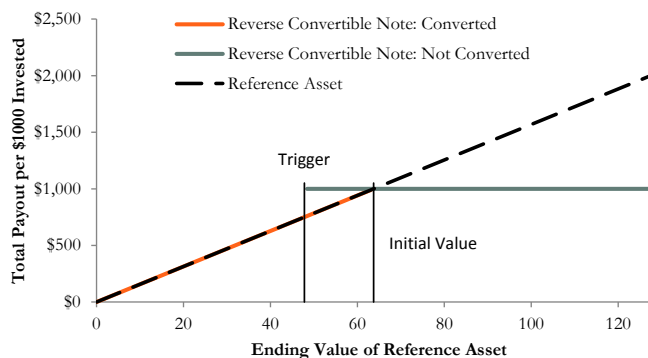 $2,500
$2,000
$1,500
$1,000
$500
$0
Total Payout per $1000 Invested
Reverse Convertible Note: Converted
Reverse Convertible Note: Not Converted
Reference Asset
Trigger
Initial Value
0 20 40 60 80 100 120
Ending Value of Reference Asset